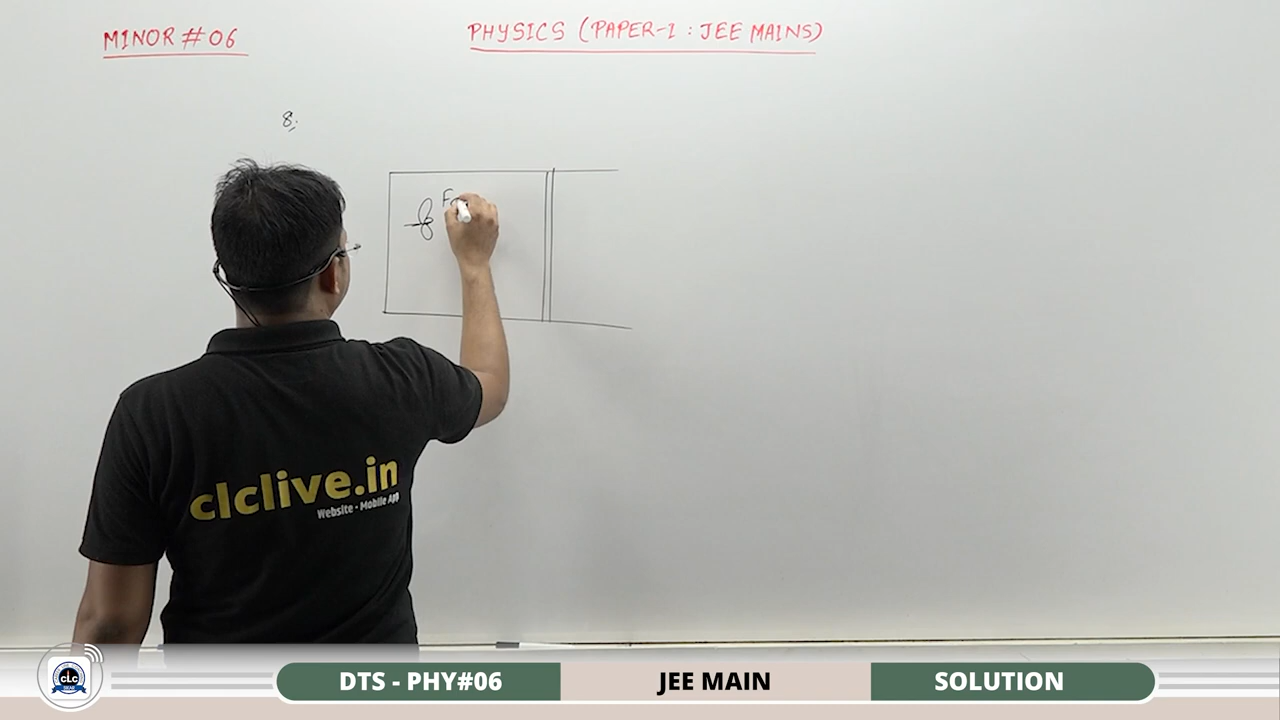 MINOR # 06
PHYSICS (PAPER-1 : JEE MAINS)
8.
clclive.in
Website - Mobile App
CLC
DTS - PHY#06
JEE MAIN
SOLUTION